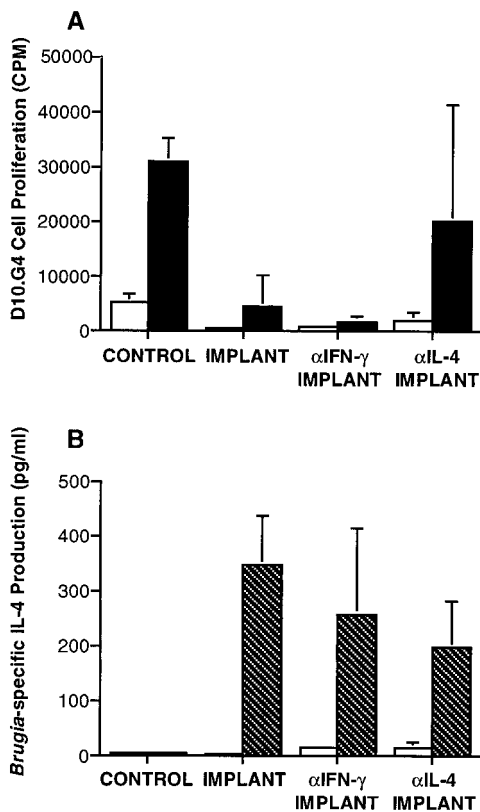 A
D10.G4 Cell Proliferation (CPM)
50000
40000
30000
20000
10000
0
CONTROL IMPLANT αIFN-γ IMPLANT αIL-4 IMPLANT
B
Brugia-specific IL-4 Production (pg/ml)
500
400
300
200
100
0
CONTROL IMPLANT αIFN-γ IMPLANT αIL-4 IMPLANT